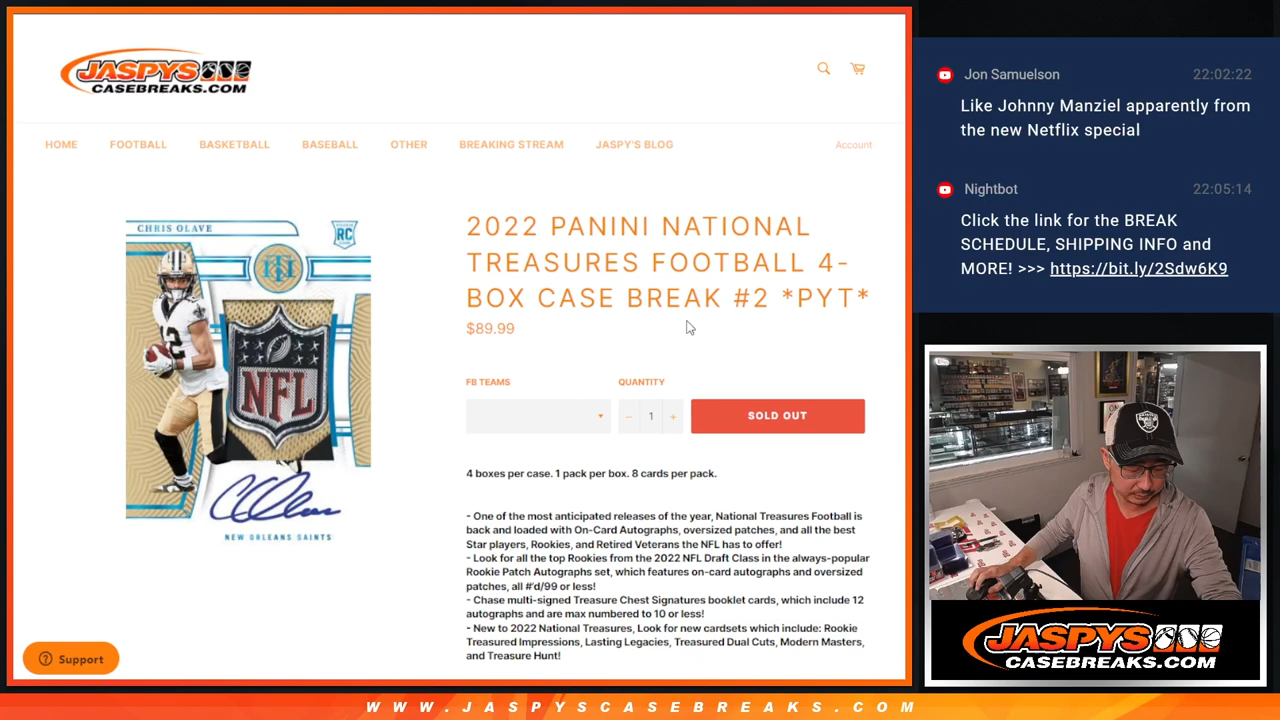 JASPYS
CASEBREAKS.COM
HOME FOOTBALL BASKETBALL BASEBALL OTHER BREAKING STREAM JASPY'S BLOG Account
CHRIS OLAVE
RC
NFL
NEW ORLEANS SAINTS
2022 PANINI NATIONAL
TREASURES FOOTBALL 4-
BOX CASE BREAK #2 *PYT*
$89.99
FB TEAMS QUANTITY
− 1 + SOLD OUT
4 boxes per case. 1 pack per box. 8 cards per pack.
- One of the most anticipated releases of the year, National Treasures Football is
back and loaded with On-Card Autographs, oversized patches, and all the best
Star players, Rookies, and Retired Veterans the NFL has to offer!
- Look for all the top Rookies from the 2022 NFL Draft Class in the always-popular
Rookie Patch Autographs set, which features on-card autographs and oversized
patches, all #'d/99 or less!
- Chase multi-signed Treasure Chest Signatures booklet cards, which include 12
autographs and are max numbered to 10 or less!
- New to 2022 National Treasures, Look for new cardsets which include: Rookie
Treasured Impressions, Lasting Legacies, Treasured Dual Cuts, Modern Masters,
and Treasure Hunt!
Support
Jon Samuelson 22:02:22
Like Johnny Manziel apparently from
the new Netflix special
Nightbot 22:05:14
Click the link for the BREAK
SCHEDULE, SHIPPING INFO and
MORE! >>> https://bit.ly/2Sdw6K9
JASPYS
CASEBREAKS.COM
WWW.JASPYSCASEBREAKS.COM